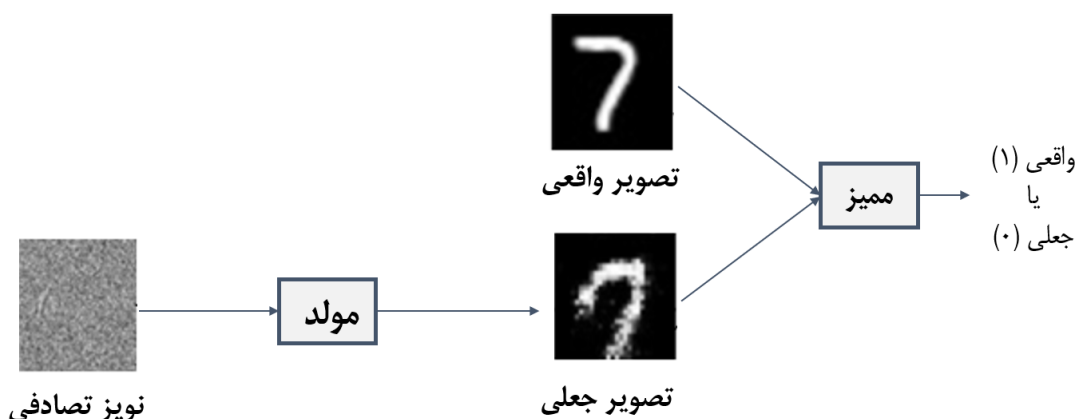 تصویر واقعی
ممیز
واقعی (۱)
یا
جعلی (۰)
مولد
نویز تصادفی
تصویر جعلی